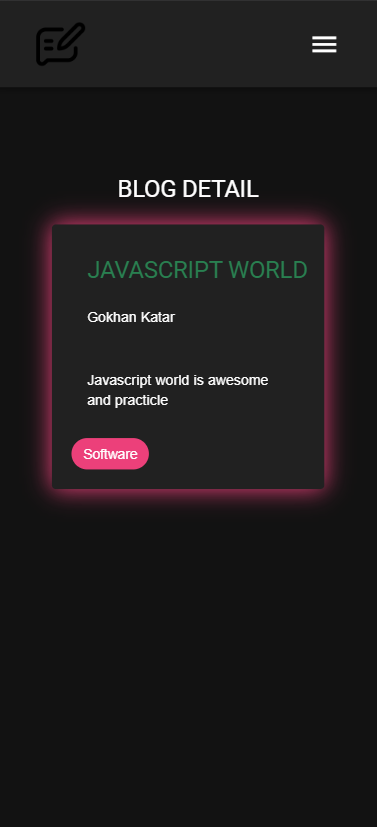 BLOG DETAIL
JAVASCRIPT WORLD
Gokhan Katar
Javascript world is awesome
and practicle
Software